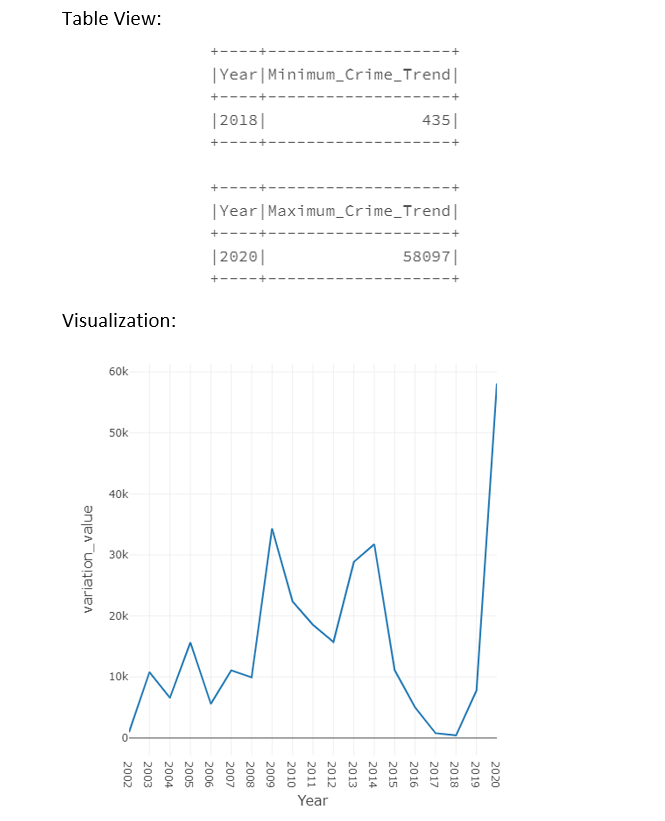 Table View:
+----+-------------------+
|Year|Minimum_Crime_Trend|
+----+-------------------+
|2018|                435|
+----+-------------------+
+----+-------------------+
|Year|Maximum_Crime_Trend|
+----+-------------------+
|2020|              58097|
+----+-------------------+
Visualization:
60k
50k
40k
30k
20k
10k
0
variation_value
2002
2003
2004
2005
2006
2007
2008
2009
2010
2011
2012
2013
2014
2015
2016
2017
2018
2019
2020
Year